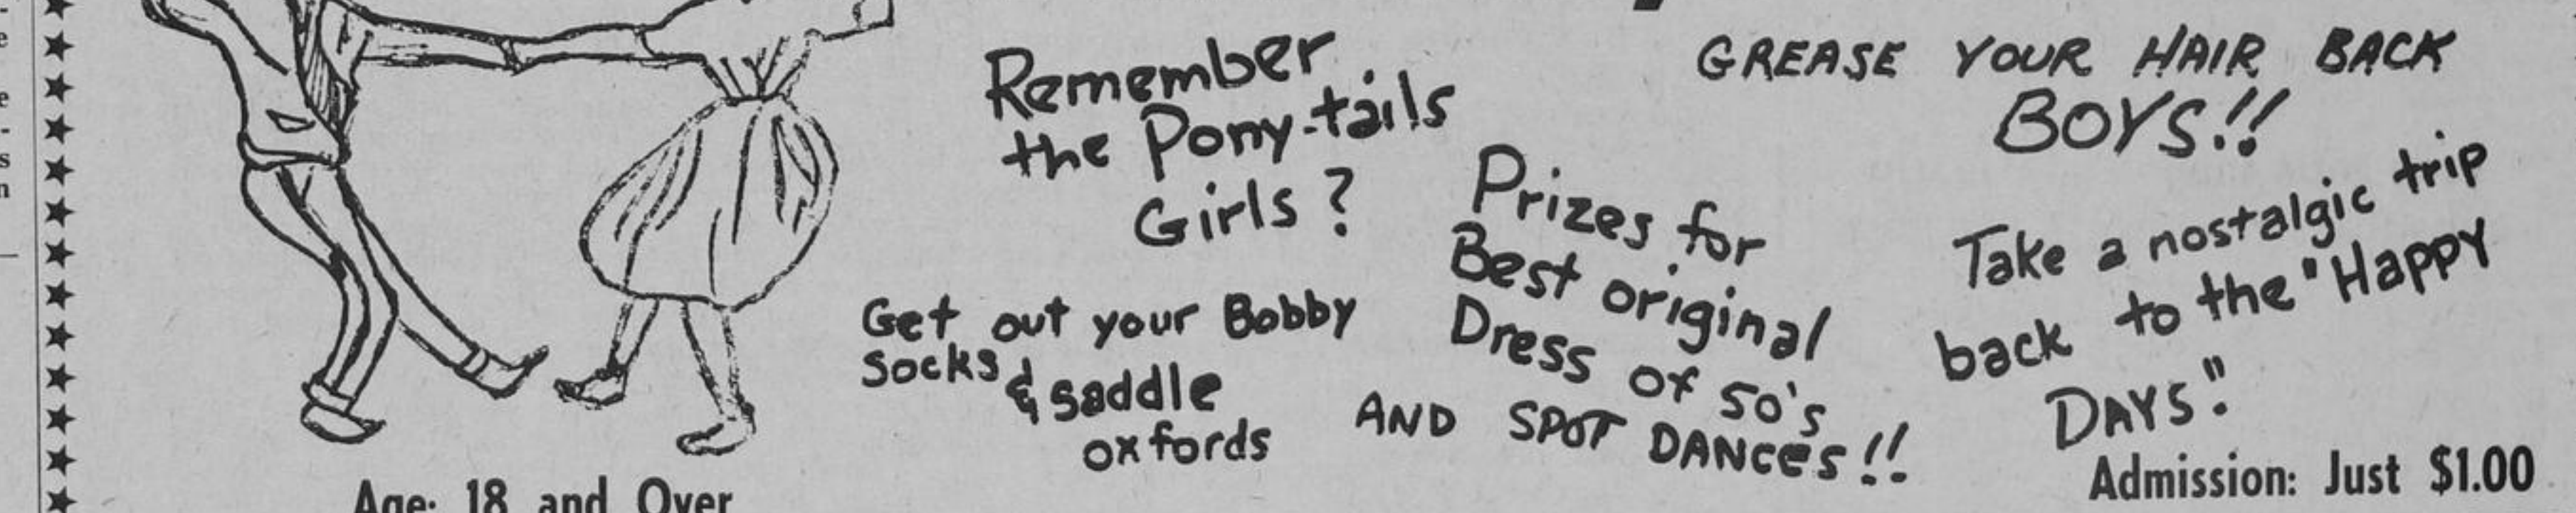 Remember
the Pony-tails
Girls?
GREASE YOUR HAIR BACK
BOYS!!
Get out your Bobby
socks
& saddle
oxfords
Prizes for
Best original
Dress of 50's
AND SPOT DANCES!!
Take a nostalgic trip
back to the "Happy
DAYS".
Age: 18 and Over
Admission: Just $1.00